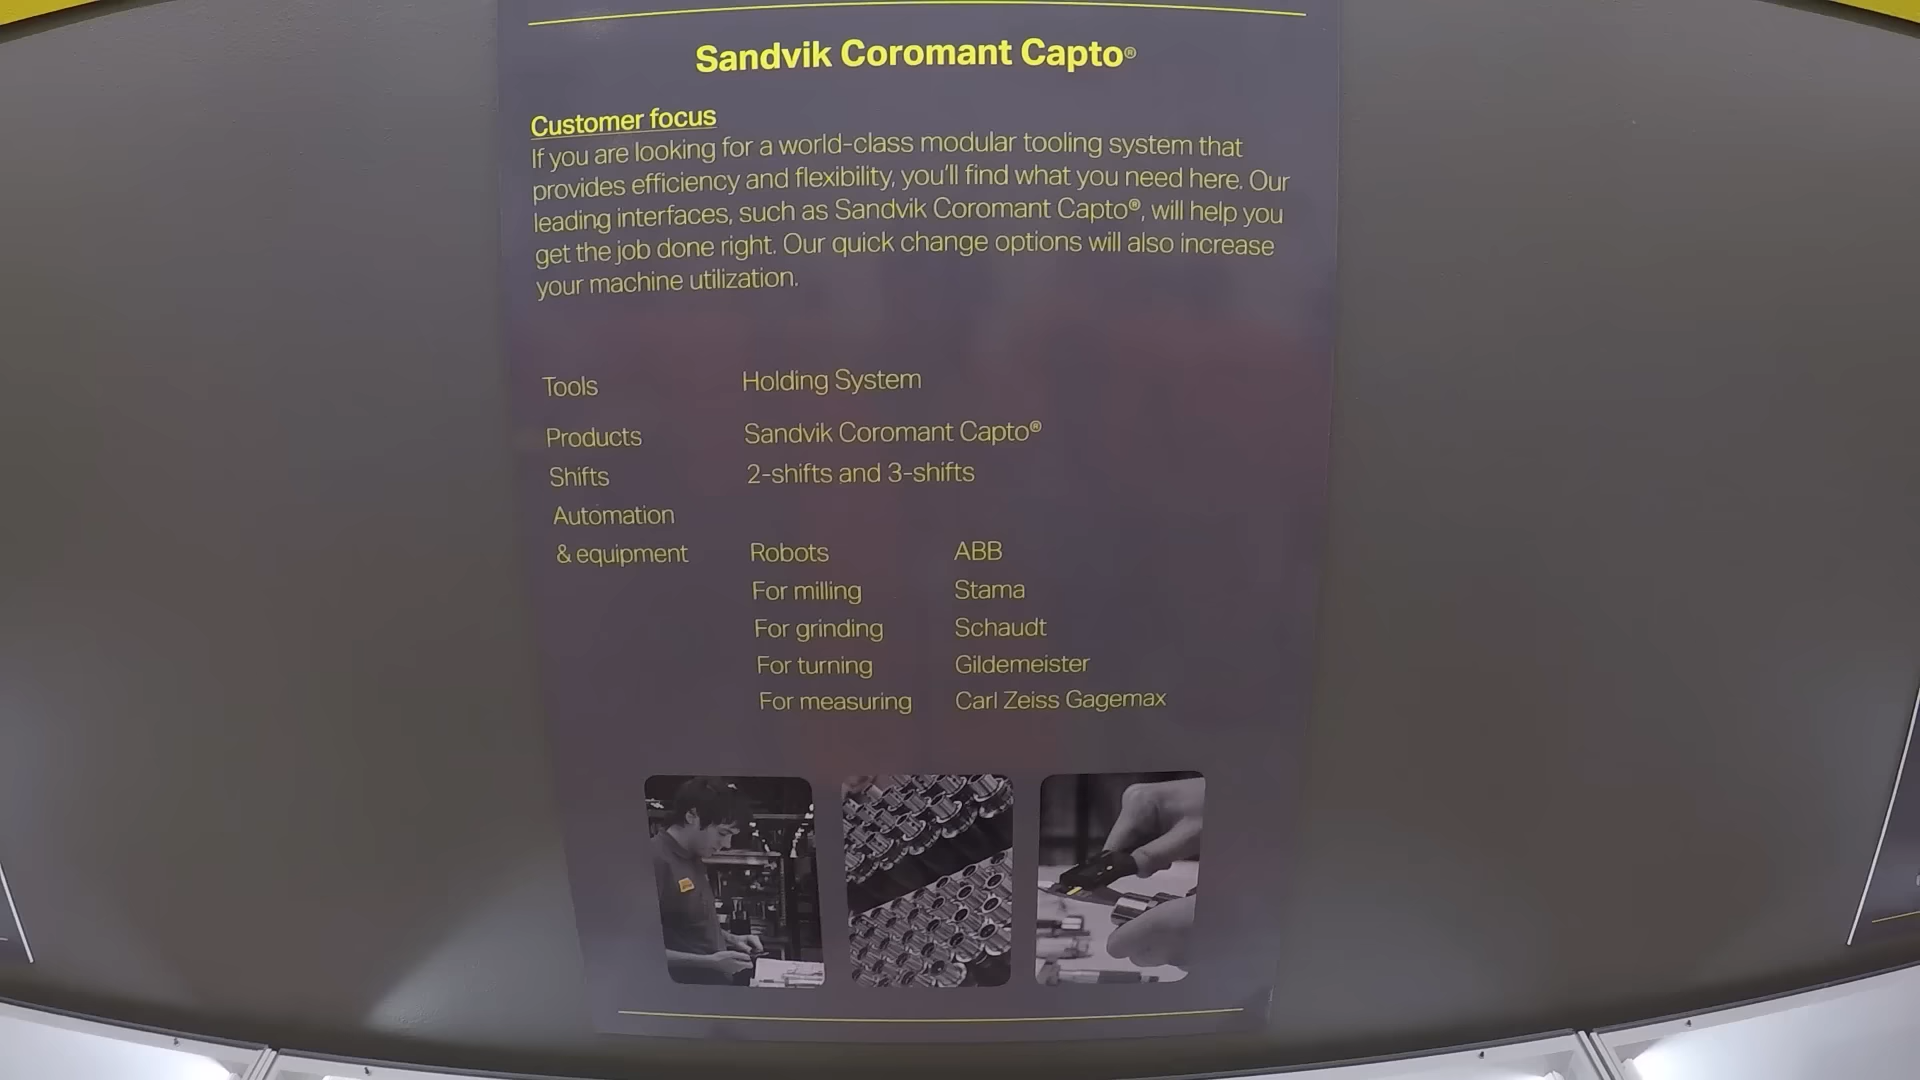 Sandvik Coromant Capto®
Customer focus
If you are looking for a world-class modular tooling system that
provides efficiency and flexibility, you'll find what you need here. Our
leading interfaces, such as Sandvik Coromant Capto®, will help you
get the job done right. Our quick change options will also increase
your machine utilization.
Tools Holding System
Products Sandvik Coromant Capto®
Shifts 2-shifts and 3-shifts
Automation
& equipment Robots ABB
For milling Stama
For grinding Schaudt
For turning Gildemeister
For measuring Carl Zeiss Gagemax